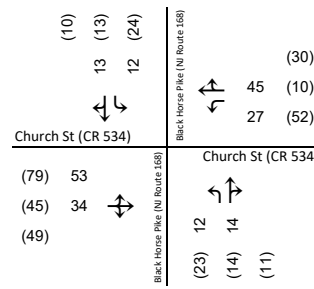 (10) (13) (24)
13 12
Church St (CR 534)
Black Horse Pike (NJ Route 168)
(30)
45 (10)
27 (52)
(79) 53
(45) 34
(49)
Black Horse Pike (NJ Route 168)
Church St (CR 534
12 14
(23) (14) (11)